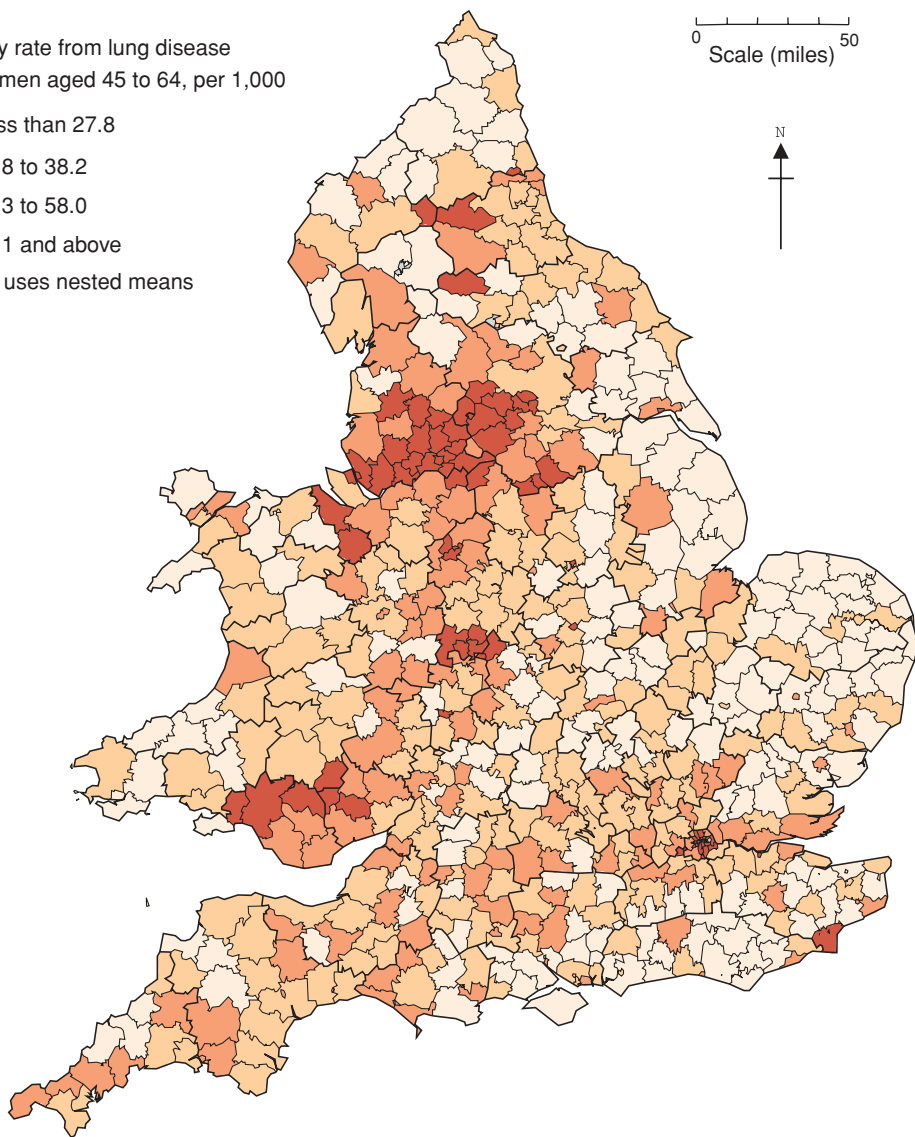 y rate from lung disease
men aged 45 to 64, per 1,000
ss than 27.8
8 to 38.2
3 to 58.0
1 and above
uses nested means
0 50
Scale (miles)
N